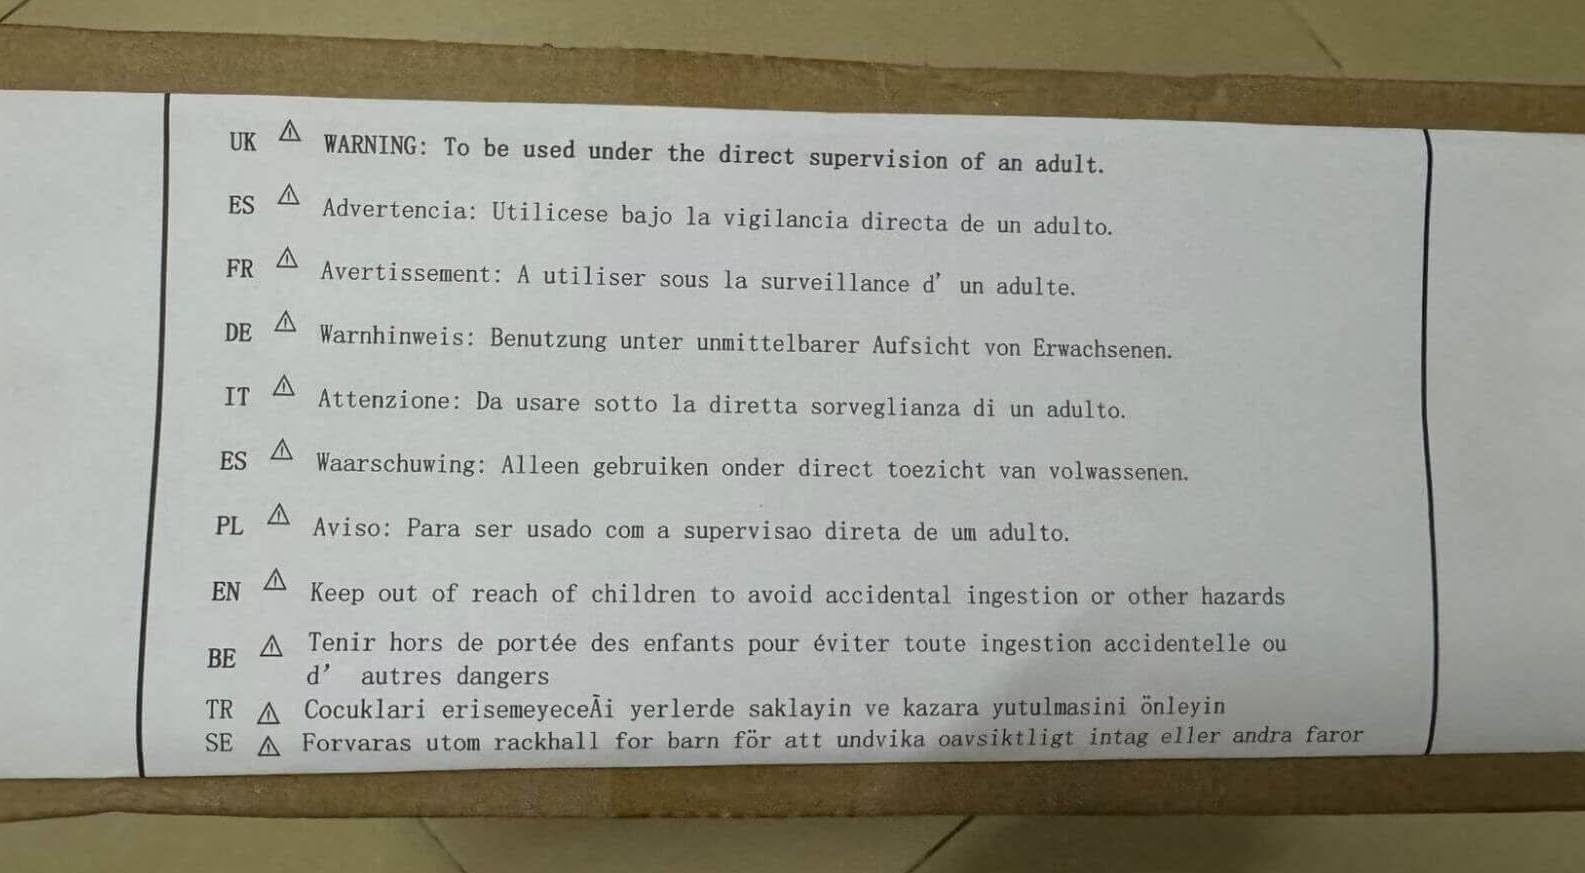 UK ⚠ WARNING: To be used under the direct supervision of an adult.
ES ⚠ Advertencia: Utilicese bajo la vigilancia directa de un adulto.
FR ⚠ Avertissement: A utiliser sous la surveillance d’ un adulte.
DE ⚠ Warnhinweis: Benutzung unter unmittelbarer Aufsicht von Erwachsenen.
IT ⚠ Attenzione: Da usare sotto la diretta sorveglianza di un adulto.
ES ⚠ Waarschuwing: Alleen gebruiken onder direct toezicht van volwassenen.
PL ⚠ Aviso: Para ser usado com a supervisao direta de um adulto.
EN ⚠ Keep out of reach of children to avoid accidental ingestion or other hazards
BE ⚠ Tenir hors de portée des enfants pour éviter toute ingestion accidentelle ou
d’ autres dangers
TR ⚠ Cocuklari erisemeyeceÃi yerlerde saklayin ve kazara yutulmasini önleyin
SE ⚠ Forvaras utom rackhall for barn för att undvika oavsiktligt intag eller andra faror